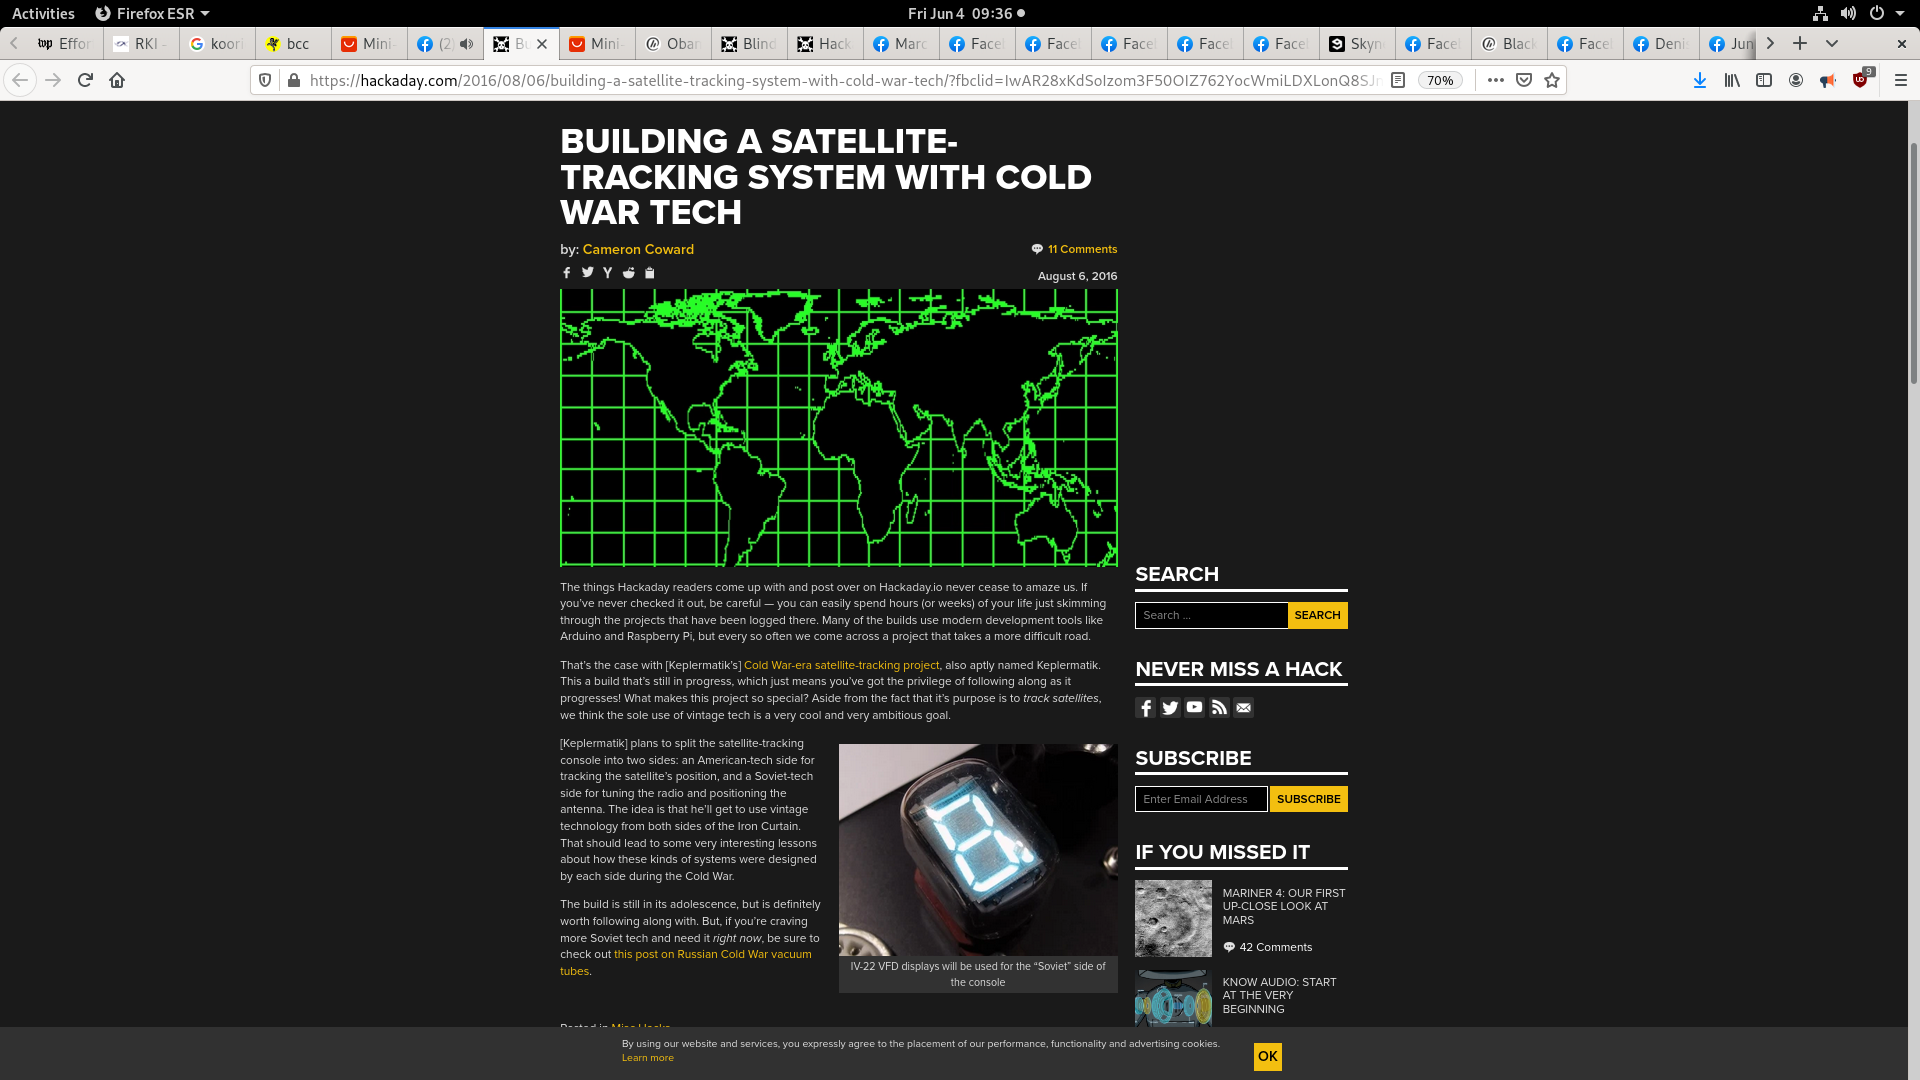 Activities
Firefox ESR
Fri Jun 4 09:36
Effor
RKI -
koor
bcc
Mini-
(2)
Bu
Mini-
Oban
Blind
Hack
Marc
Facel
Facel
Facel
Facel
Facel
Skyn
Facel
Black
Facel
Deni
Jun
https://hackaday.com/2016/08/06/building-a-satellite-tracking-system-with-cold-war-tech/?fbclid=IwAR28xKdSoIzom3F50OIZ762YocWmiLDXLonQ8SJr
70%
9
BUILDING A SATELLITE-
TRACKING SYSTEM WITH COLD
WAR TECH
by: Cameron Coward
11 Comments
August 6, 2016
The things Hackaday readers come up with and post over on Hackaday.io never cease to amaze us. If
you've never checked it out, be careful — you can easily spend hours (or weeks) of your life just skimming
through the projects that have been logged there. Many of the builds use modern development tools like
Arduino and Raspberry Pi, but every so often we come across a project that takes a more difficult road.
That's the case with [Keplermatik's] Cold War-era satellite-tracking project, also aptly named Keplermatik.
This a build that's still in progress, which just means you've got the privilege of following along as it
progresses! What makes this project so special? Aside from the fact that it's purpose is to track satellites,
we think the sole use of vintage tech is a very cool and very ambitious goal.
[Keplermatik] plans to split the satellite-tracking
console into two sides: an American-tech side for
tracking the satellite's position, and a Soviet-tech
side for tuning the radio and positioning the
antenna. The idea is that he'll get to use vintage
technology from both sides of the Iron Curtain.
That should lead to some very interesting lessons
about how these kinds of systems were designed
by each side during the Cold War.
The build is still in its adolescence, but is definitely
worth following along with. But, if you're craving
more Soviet tech and need it right now, be sure to
check out this post on Russian Cold War vacuum
tubes.
IV-22 VFD displays will be used for the “Soviet” side of
the console
Posted in Misc Hacks
SEARCH
Search ...
SEARCH
NEVER MISS A HACK
SUBSCRIBE
Enter Email Address
SUBSCRIBE
IF YOU MISSED IT
MARINER 4: OUR FIRST
UP-CLOSE LOOK AT
MARS
42 Comments
KNOW AUDIO: START
AT THE VERY
BEGINNING
By using our website and services, you expressly agree to the placement of our performance, functionality and advertising cookies.
Learn more
OK